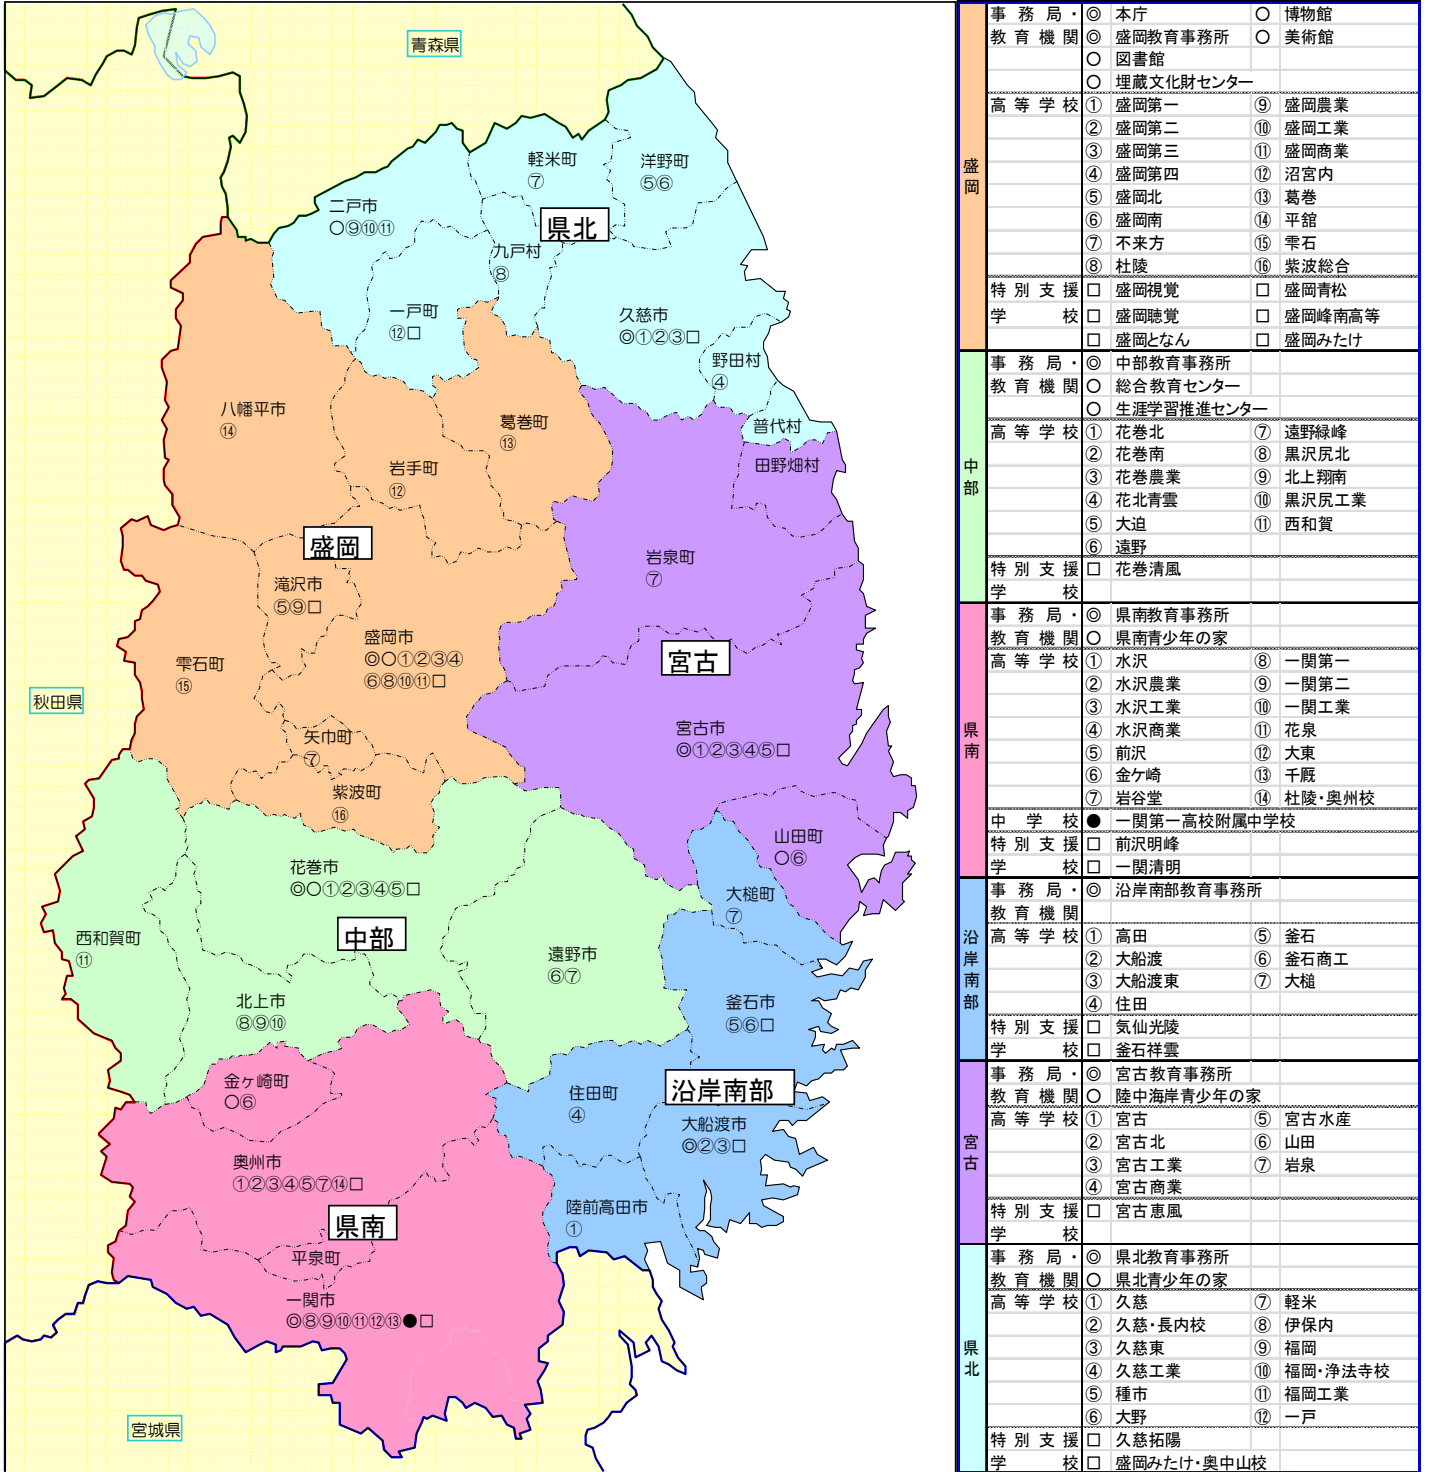 青森県
軽米町
⑦
洋野町
⑤⑥
二戸市
○⑨⑩⑪
県北
九戸村
⑧
一戸町
⑫□
久慈市
◎①②③□
野田村
④
普代村
八幡平市
⑭
葛巻町
⑬
岩手町
⑫
田野畑村
盛岡
岩泉町
⑦
滝沢市
⑤⑨□
盛岡市
◎○①②③④
⑥⑧⑩⑪□
宮古
雫石町
⑮
秋田県
矢巾町
⑦
宮古市
◎①②③④⑤□
紫波町
⑯
山田町
○⑥
花巻市
◎○①②③④⑤□
大槌町
⑦
中部
西和賀町
⑪
遠野市
⑥⑦
北上市
⑧⑨⑩
釜石市
⑤⑥□
金ヶ崎町
○⑥
住田町
④
沿岸南部
大船渡市
◎②③□
奥州市
①②③④⑤⑦⑭□
陸前高田市
①
県南
平泉町
一関市
◎⑧⑨⑩⑪⑫⑬●□
宮城県
盛岡
事務局・ ◎ 本庁 ○ 博物館
教育機関 ◎ 盛岡教育事務所 ○ 美術館
○ 図書館
○ 埋蔵文化財センター
高等学校 ① 盛岡第一 ⑨ 盛岡農業
② 盛岡第二 ⑩ 盛岡工業
③ 盛岡第三 ⑪ 盛岡商業
④ 盛岡第四 ⑫ 沼宮内
⑤ 盛岡北 ⑬ 葛巻
⑥ 盛岡南 ⑭ 平舘
⑦ 不来方 ⑮ 雫石
⑧ 杜陵 ⑯ 紫波総合
特別支援 □ 盛岡視覚 □ 盛岡青松
学校 □ 盛岡聴覚 □ 盛岡峰南高等
□ 盛岡となん □ 盛岡みたけ
中部
事務局・ ◎ 中部教育事務所
教育機関 ○ 総合教育センター
○ 生涯学習推進センター
高等学校 ① 花巻北 ⑦ 遠野緑峰
② 花巻南 ⑧ 黒沢尻北
③ 花巻農業 ⑨ 北上翔南
④ 花北青雲 ⑩ 黒沢尻工業
⑤ 大迫 ⑪ 西和賀
⑥ 遠野
特別支援 □ 花巻清風
学校
県南
事務局・ ◎ 県南教育事務所
教育機関 ○ 県南青少年の家
高等学校 ① 水沢 ⑧ 一関第一
② 水沢農業 ⑨ 一関第二
③ 水沢工業 ⑩ 一関工業
④ 水沢商業 ⑪ 花泉
⑤ 前沢 ⑫ 大東
⑥ 金ケ崎 ⑬ 千厩
⑦ 岩谷堂 ⑭ 杜陵・奥州校
中学校 ● 一関第一高校附属中学校
特別支援 □ 前沢明峰
学校 □ 一関清明
沿岸南部
事務局・ ◎ 沿岸南部教育事務所
教育機関
高等学校 ① 高田 ⑤ 釜石
② 大船渡 ⑥ 釜石商工
③ 大船渡東 ⑦ 大槌
④ 住田
特別支援 □ 気仙光陵
学校 □ 釜石祥雲
宮古
事務局・ ◎ 宮古教育事務所
教育機関 ○ 陸中海岸青少年の家
高等学校 ① 宮古 ⑤ 宮古水産
② 宮古北 ⑥ 山田
③ 宮古工業 ⑦ 岩泉
④ 宮古商業
特別支援 □ 宮古恵風
学校
県北
事務局・ ◎ 県北教育事務所
教育機関 ○ 県北青少年の家
高等学校 ① 久慈 ⑦ 軽米
② 久慈・長内校 ⑧ 伊保内
③ 久慈東 ⑨ 福岡
④ 久慈工業 ⑩ 福岡・浄法寺校
⑤ 種市 ⑪ 福岡工業
⑥ 大野 ⑫ 一戸
特別支援 □ 久慈拓陽
学校 □ 盛岡みたけ・奥中山校